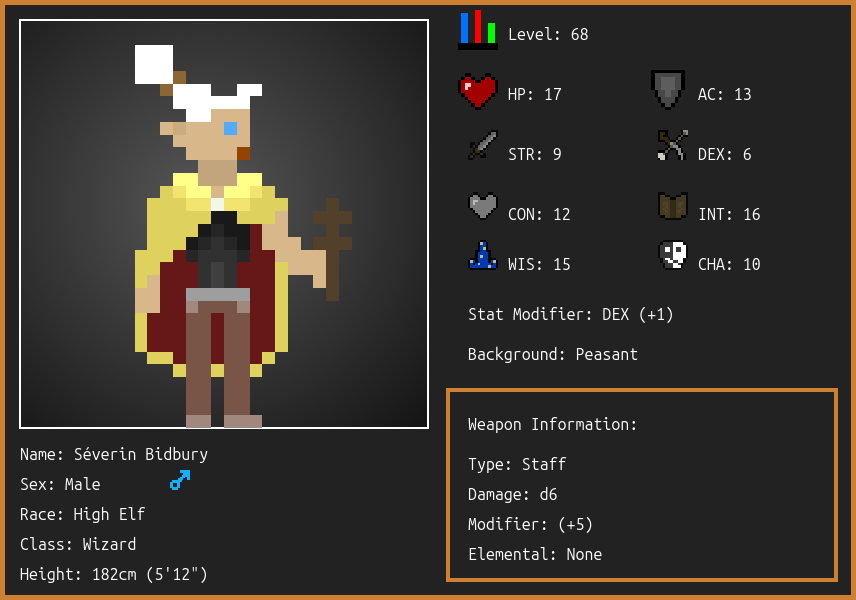 Level: 68
HP: 17
AC: 13
STR: 9
DEX: 6
CON: 12
INT: 16
WIS: 15
CHA: 10
Stat Modifier: DEX (+1)
Background: Peasant
Weapon Information:
Type: Staff
Damage: d6
Modifier: (+5)
Elemental: None
Name: Séverin Bidbury
Sex: Male
Race: High Elf
Class: Wizard
Height: 182cm (5'12")